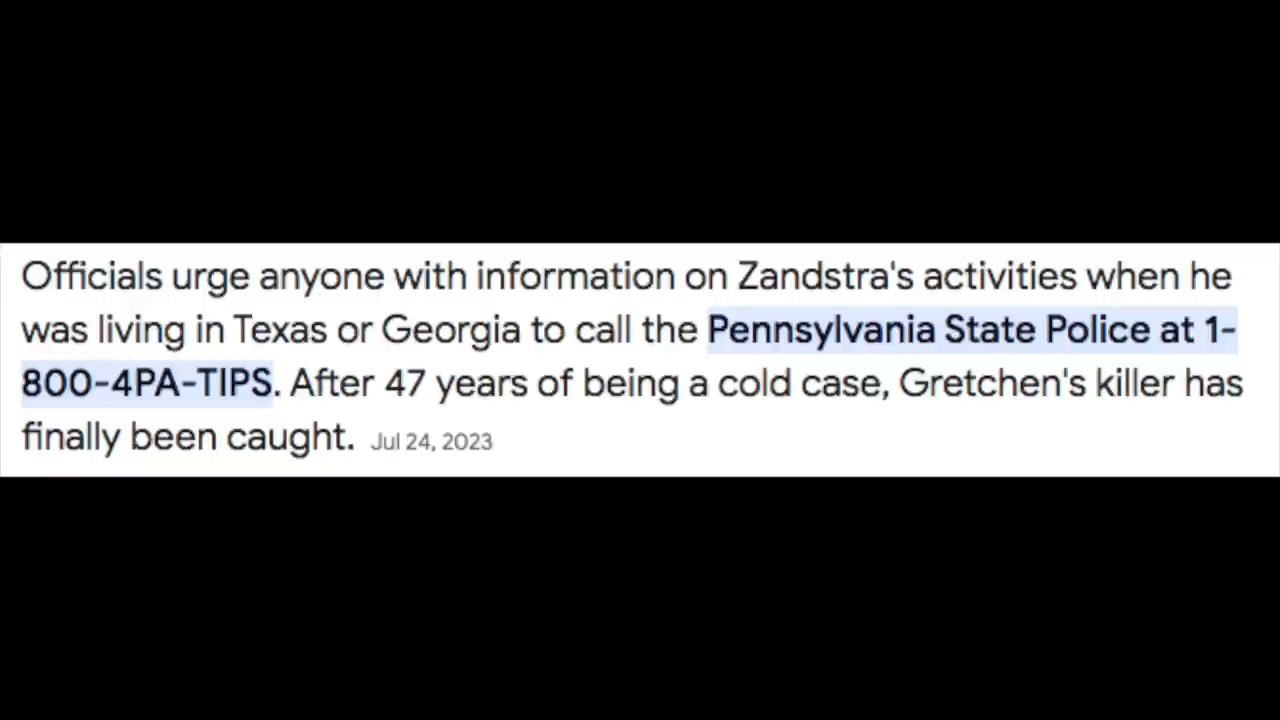 Officials urge anyone with information on Zandstra's activities when he
was living in Texas or Georgia to call the Pennsylvania State Police at 1-
800-4PA-TIPS. After 47 years of being a cold case, Gretchen's killer has
finally been caught. Jul 24, 2023